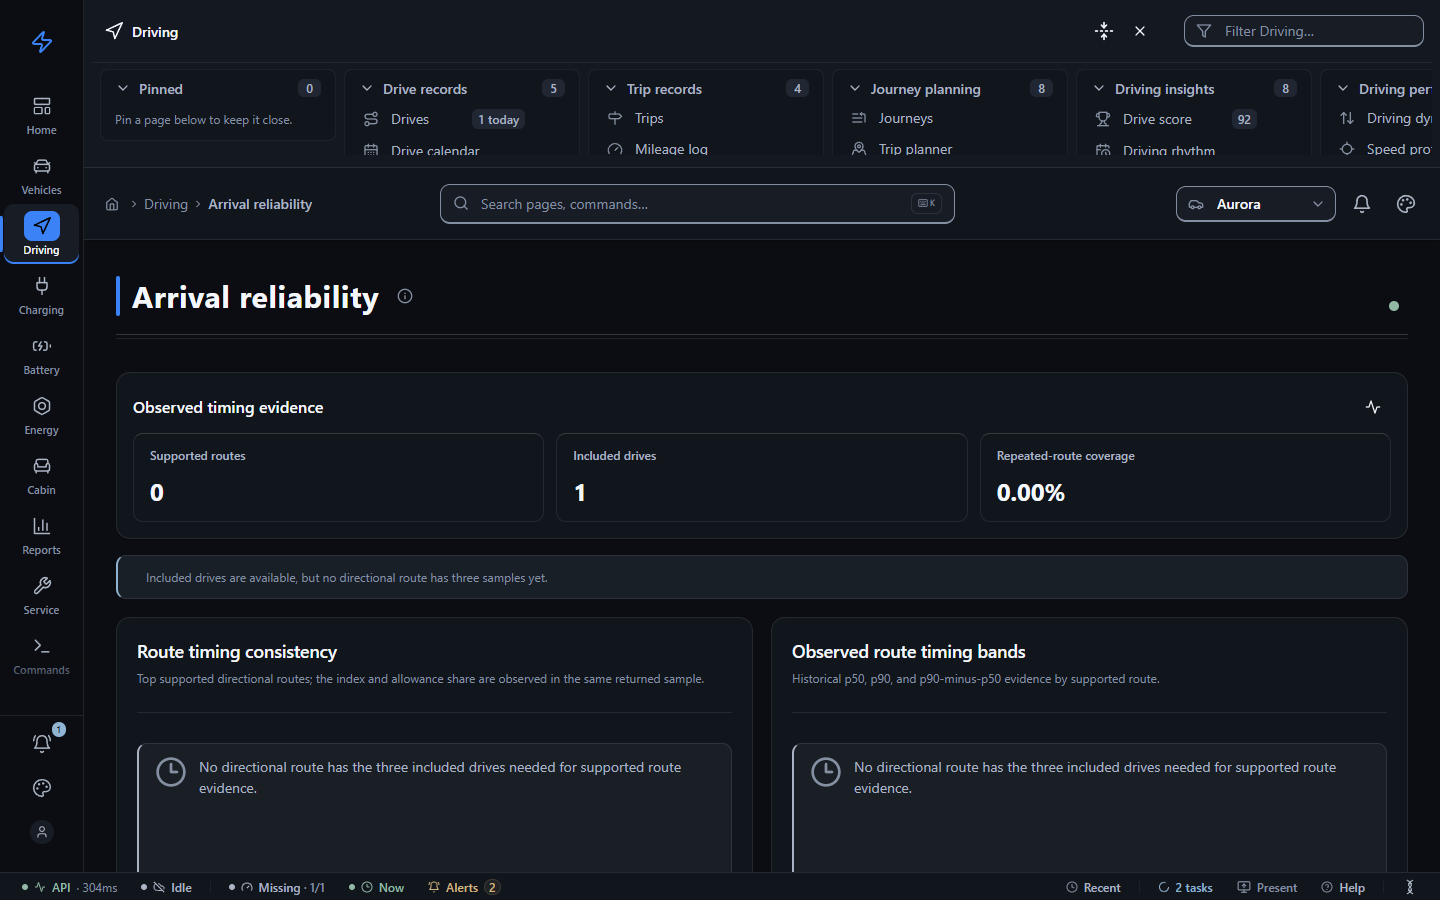 Driving
Filter Driving...
Pinned 0
Pin a page below to keep it close.
Drive records 5
Drives 1 today
Drive calendar
Trip records 4
Trips
Mileage log
Journey planning 8
Journeys
Trip planner
Driving insights 8
Drive score 92
Driving rhythm
Driving per
Driving dy
Speed pro
Home
Vehicles
Driving
Charging
Battery
Energy
Cabin
Reports
Service
Commands
1
Driving
Arrival reliability
Search pages, commands...
K
Aurora
Arrival reliability
Observed timing evidence
Supported routes
0
Included drives
1
Repeated-route coverage
0.00%
Included drives are available, but no directional route has three samples yet.
Route timing consistency
Top supported directional routes; the index and allowance share are observed in the same returned sample.
No directional route has the three included drives needed for supported route
evidence.
Observed route timing bands
Historical p50, p90, and p90-minus-p50 evidence by supported route.
No directional route has the three included drives needed for supported route
evidence.
API · 304ms
Idle
Missing · 1/1
Now
Alerts 2
Recent
2 tasks
Present
Help